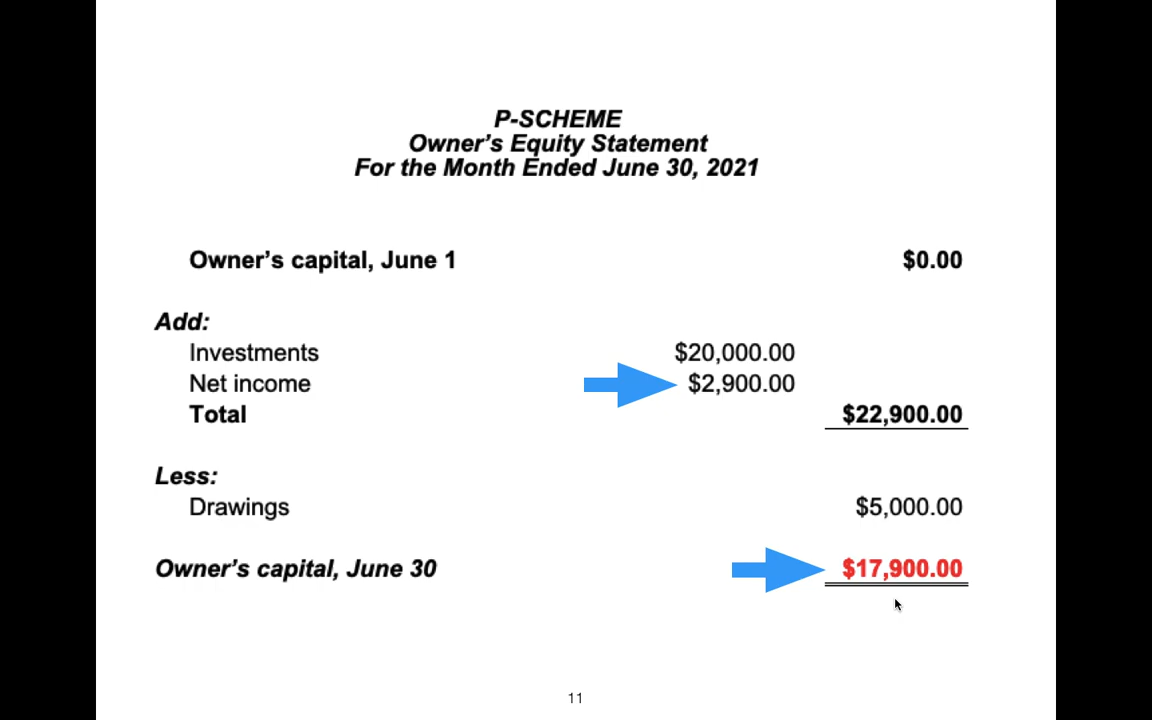 P-SCHEME
Owner's Equity Statement
For the Month Ended June 30, 2021
Owner's capital, June 1 $0.00
Add:
Investments $20,000.00
Net income $2,900.00
Total $22,900.00
Less:
Drawings $5,000.00
Owner's capital, June 30 $17,900.00
11